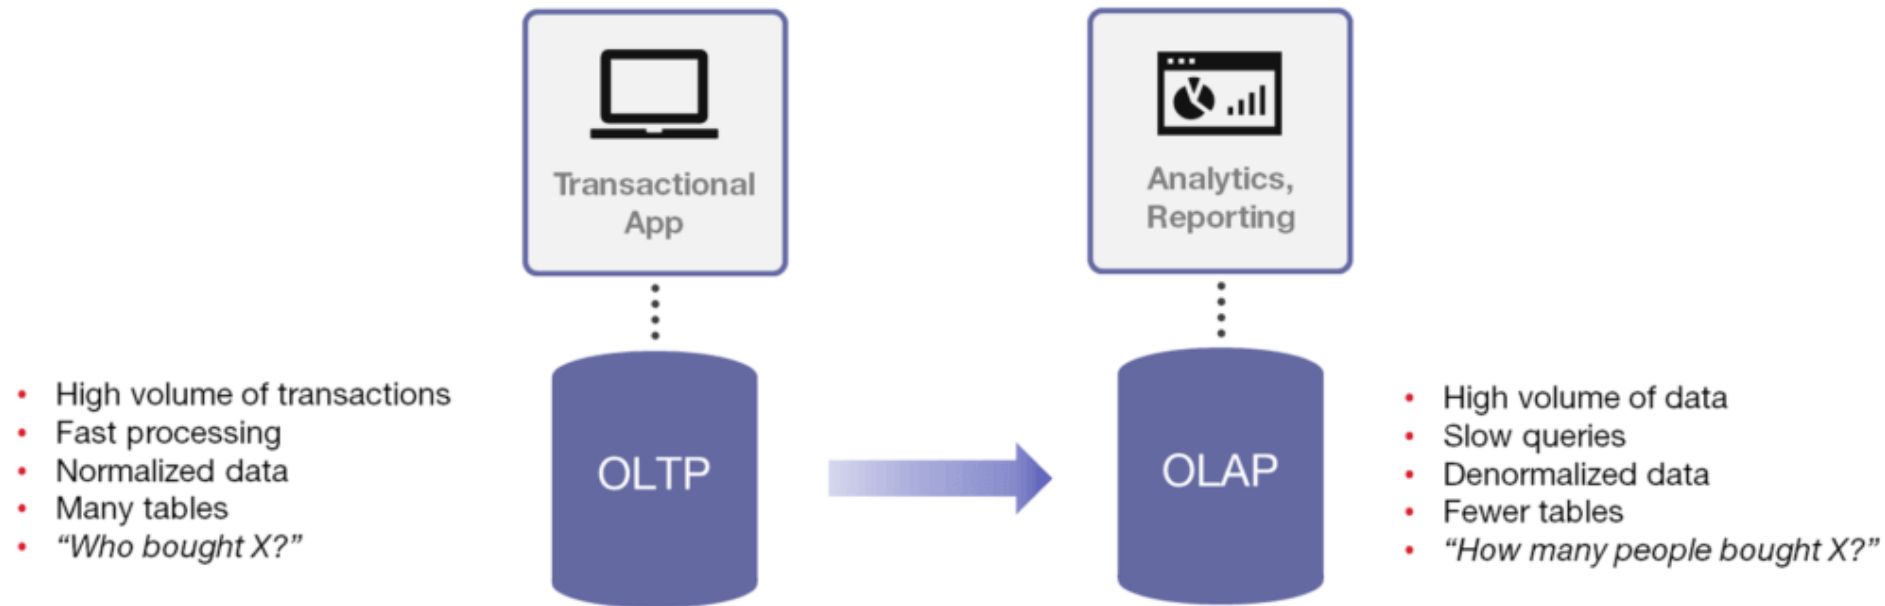 Transactional
App
Analytics,
Reporting
• High volume of transactions
• Fast processing
• Normalized data
• Many tables
• “Who bought X?”
OLTP
OLAP
• High volume of data
• Slow queries
• Denormalized data
• Fewer tables
• “How many people bought X?”